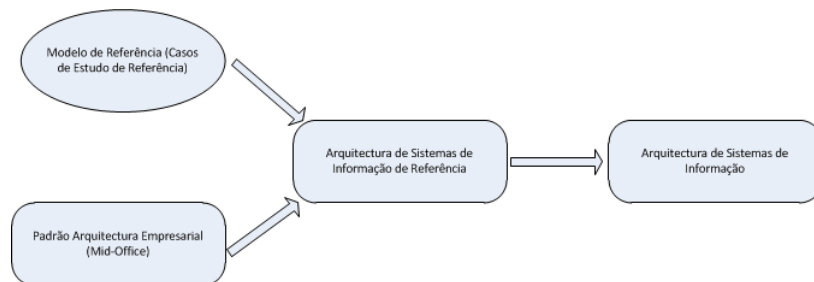 Modelo de Referência (Casos
de Estudo de Referência)
Arquitectura de Sistemas de
Informação de Referência
Arquitectura de Sistemas de
Informação
Padrão Arquitectura Empresarial
(Mid-Office)